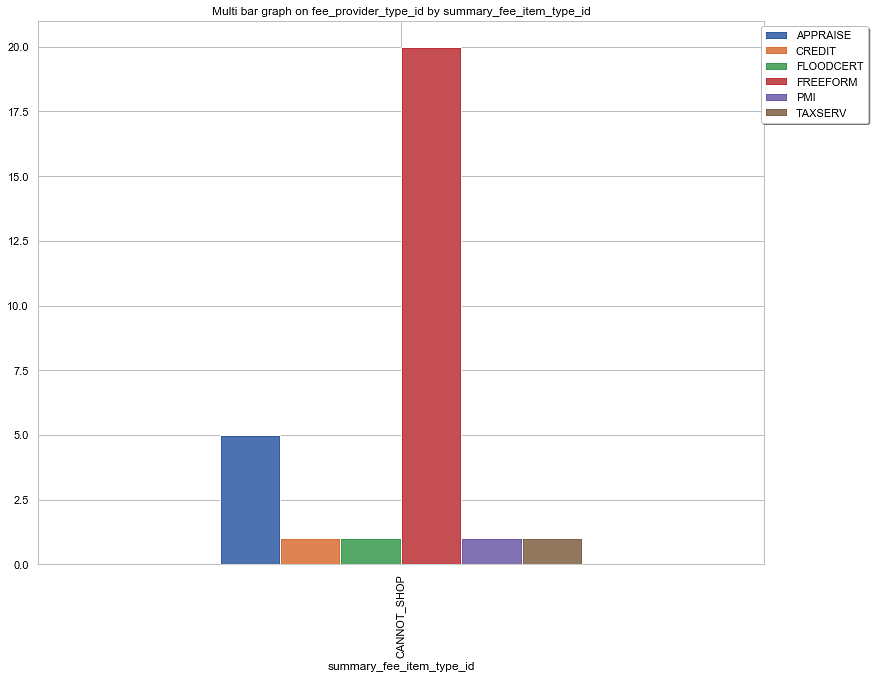 Multi bar graph on fee_provider_type_id by summary_fee_item_type_id
20.0
17.5
15.0
12.5
10.0
7.5
5.0
2.5
0.0
APPRAISE
CREDIT
FLOODCERT
FREEFORM
PMI
TAXSERV
CANNOT_SHOP
summary_fee_item_type_id